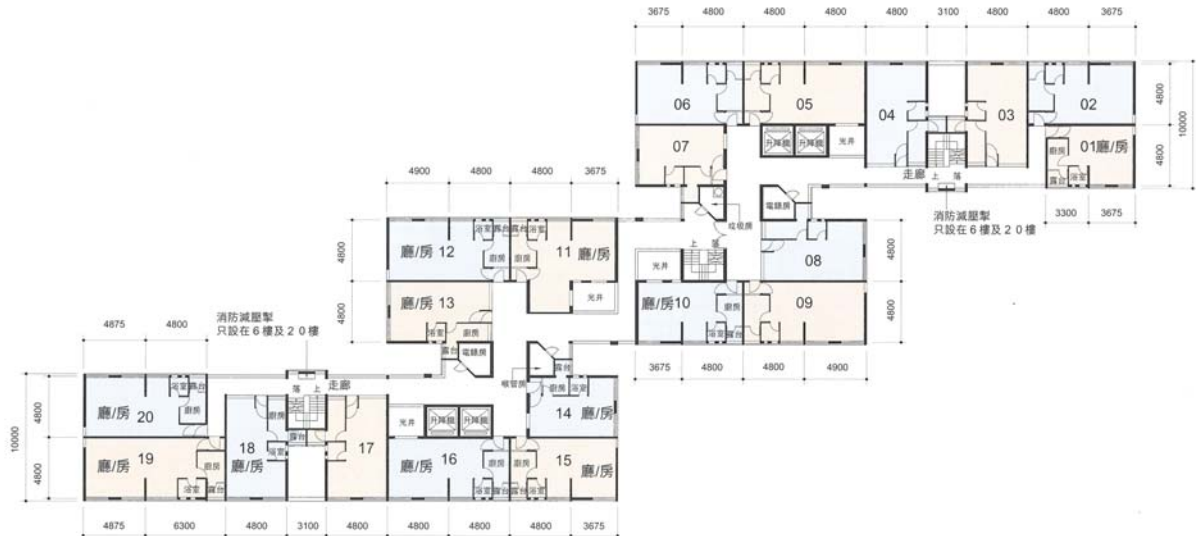 3675 4800 4800 4800 3100 4800 4800 3675
06 05 04 03 02
4800
10000
4800
07 升降機 升降機 光井
廚房 01 廳/房
走廊 上 落
露台 浴室
4900 4800 4800 3675
電錶房
3300 3675
消防減壓掣
只設在6樓及20樓
垃圾房
浴室 露台 露台 浴室
廳/房 12 廚房 廚房 11 廳/房
上 落
08
4800
4800
光井
廳/房 13
光井
廳/房 10 廚房 09
4800
4800
浴室 廚房
浴室 露台
消防減壓掣
只設在6樓及20樓
4875 4800
露台 電錶房
露台
3675 4800 4800 4900
喉管房
落 上 走廊
浴室 露台
廚房 浴室
廳/房 20 廚房
廚房
14 廳/房
光井 升降機 升降機
4800
10000
4800
露台
18 17
廳/房 19 廚房
浴室
廳/房
廳/房 16 廚房 廚房 15 廳/房
浴室 露台
浴室 露台 露台 浴室
4875 6300 4800 3100 4800 4900 4800 4800 3675